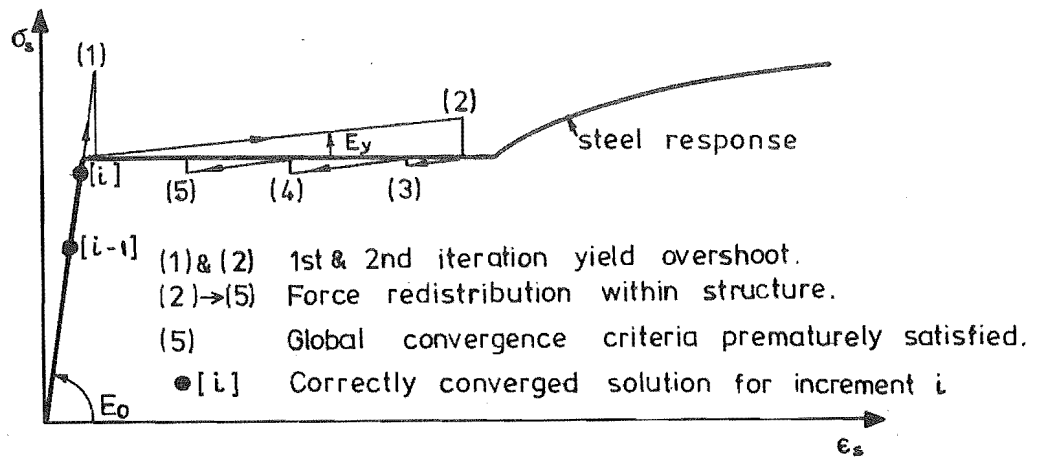 σs
(1)
(2)
Ey
steel response
[i]
(5)
(4)
(3)
[i-1]
(1)&(2) 1st & 2nd iteration yield overshoot.
(2)→(5) Force redistribution within structure.
(5) Global convergence criteria prematurely satisfied.
●[i] Correctly converged solution for increment i
E0
εs